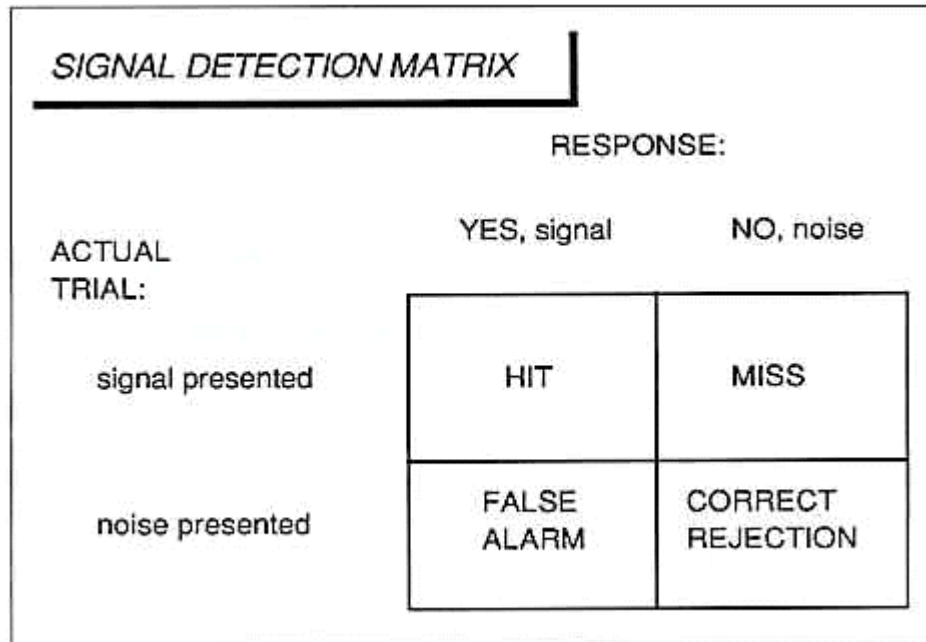 SIGNAL DETECTION MATRIX
RESPONSE:
YES, signal
NO, noise
ACTUAL
TRIAL:
signal presented
HIT
MISS
noise presented
FALSE
ALARM
CORRECT
REJECTION